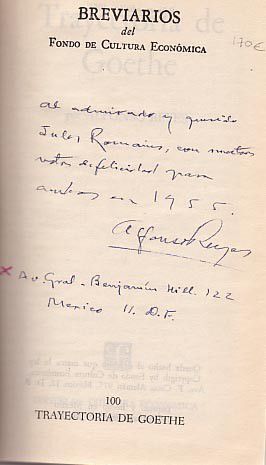 BREVIARIOS
del
FONDO DE CULTURA ECONÓMICA
170€
Al admirado y querido
Jules Romains, con nuestros
votos de felicidad para
ambos en 1955.
Alfonso Reyes
x Av. Gral. Benjamín Hill. 122
Mexico 11. D.F.
100
TRAYECTORIA DE GOETHE